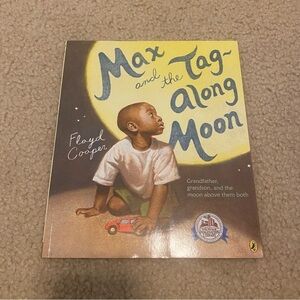 Max
and the Tag-
along
Moon
Floyd
Cooper
Grandfather,
grandson, and the
moon above them both